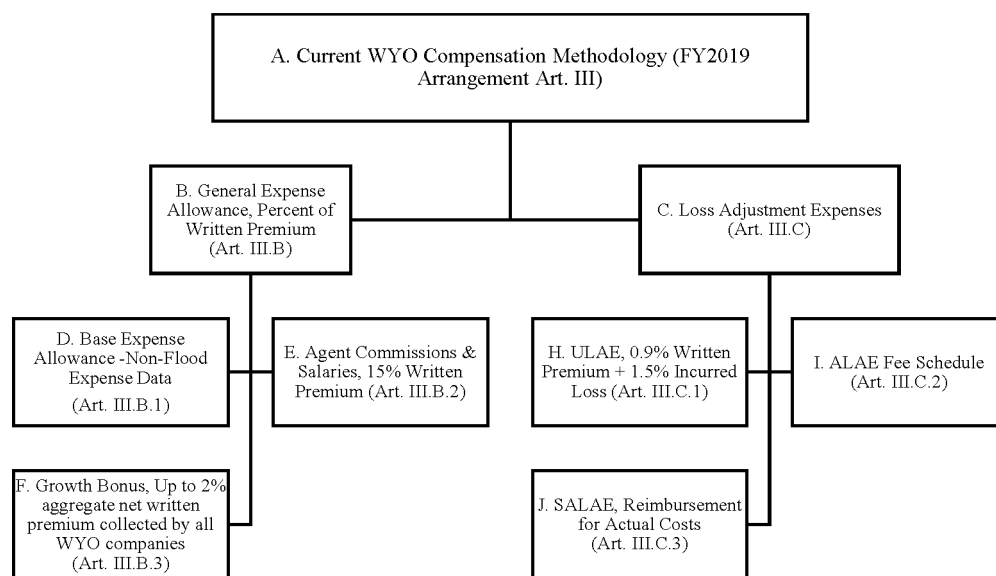 A. Current WYO Compensation Methodology (FY2019
Arrangement Art. III)
B. General Expense
Allowance, Percent of
Written Premium
(Art. III.B)
C. Loss Adjustment Expenses
(Art. III.C)
D. Base Expense
Allowance -Non-Flood
Expense Data
(Art. III.B.1)
E. Agent Commissions &
Salaries, 15% Written
Premium (Art. III.B.2)
H. ULAE, 0.9% Written
Premium + 1.5% Incurred
Loss (Art. III.C.1)
I. ALAE Fee Schedule
(Art. III.C.2)
F. Growth Bonus, Up to 2%
aggregate net written
premium collected by all
WYO companies
(Art. III.B.3)
J. SALAE, Reimbursement
for Actual Costs
(Art. III.C.3)